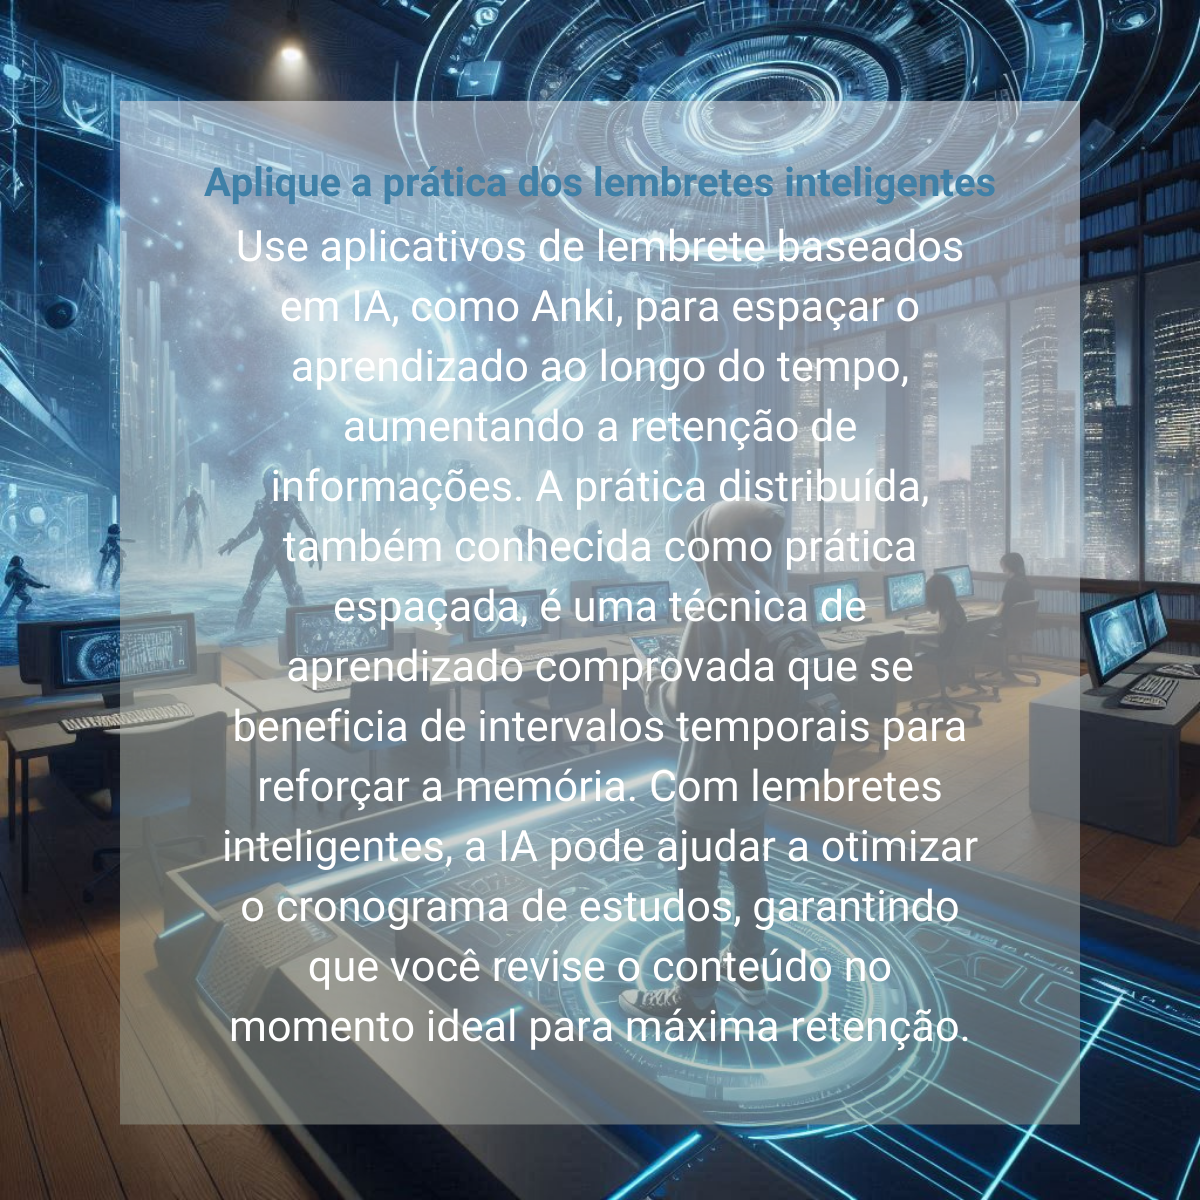 Aplique a prática dos lembretes inteligentes
Use aplicativos de lembrete baseados
em IA, como Anki, para espaçar o
aprendizado ao longo do tempo,
aumentando a retenção de
informações. A prática distribuída,
também conhecida como prática
espaçada, é uma técnica de
aprendizado comprovada que se
beneficia de intervalos temporais para
reforçar a memória. Com lembretes
inteligentes, a IA pode ajudar a otimizar
o cronograma de estudos, garantindo
que você revise o conteúdo no
momento ideal para máxima retenção.